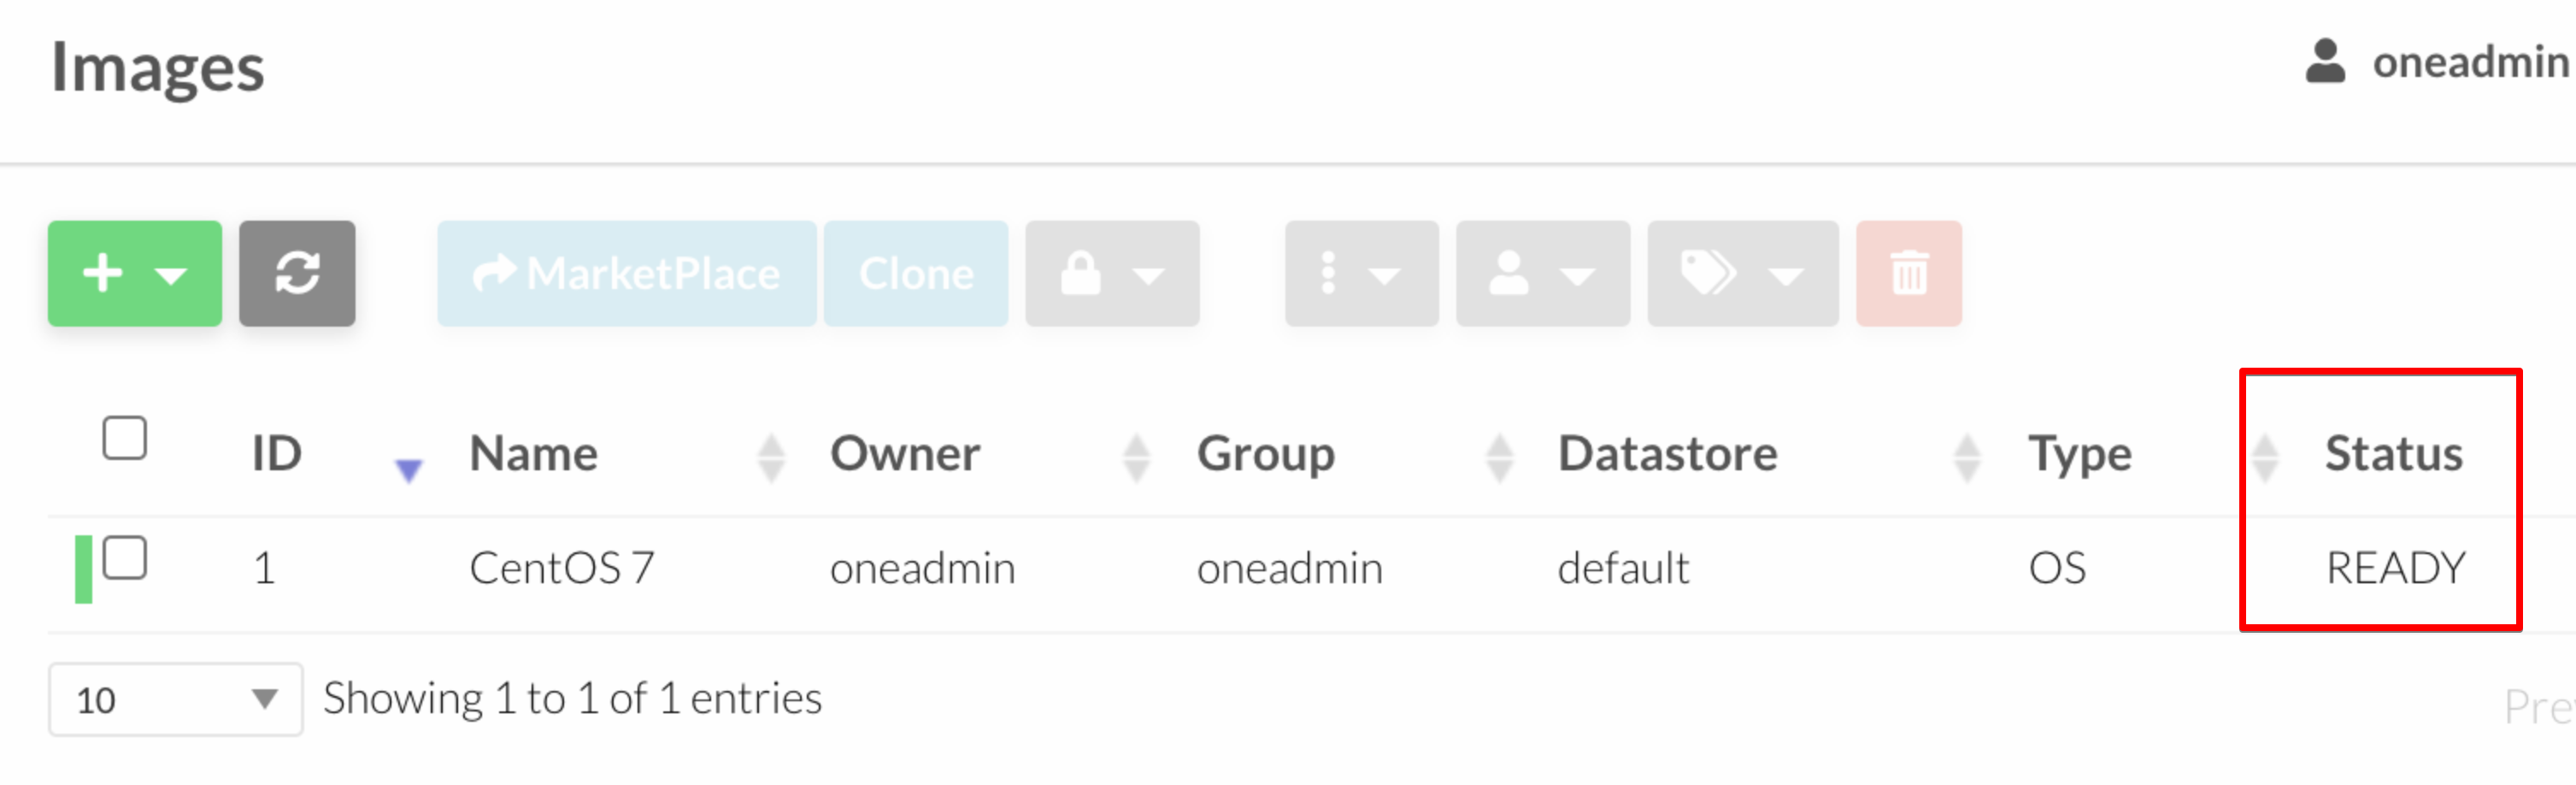 Images oneadmin
MarketPlace Clone
ID Name Owner Group Datastore Type Status
1 CentOS 7 oneadmin oneadmin default OS READY
10 Showing 1 to 1 of 1 entries